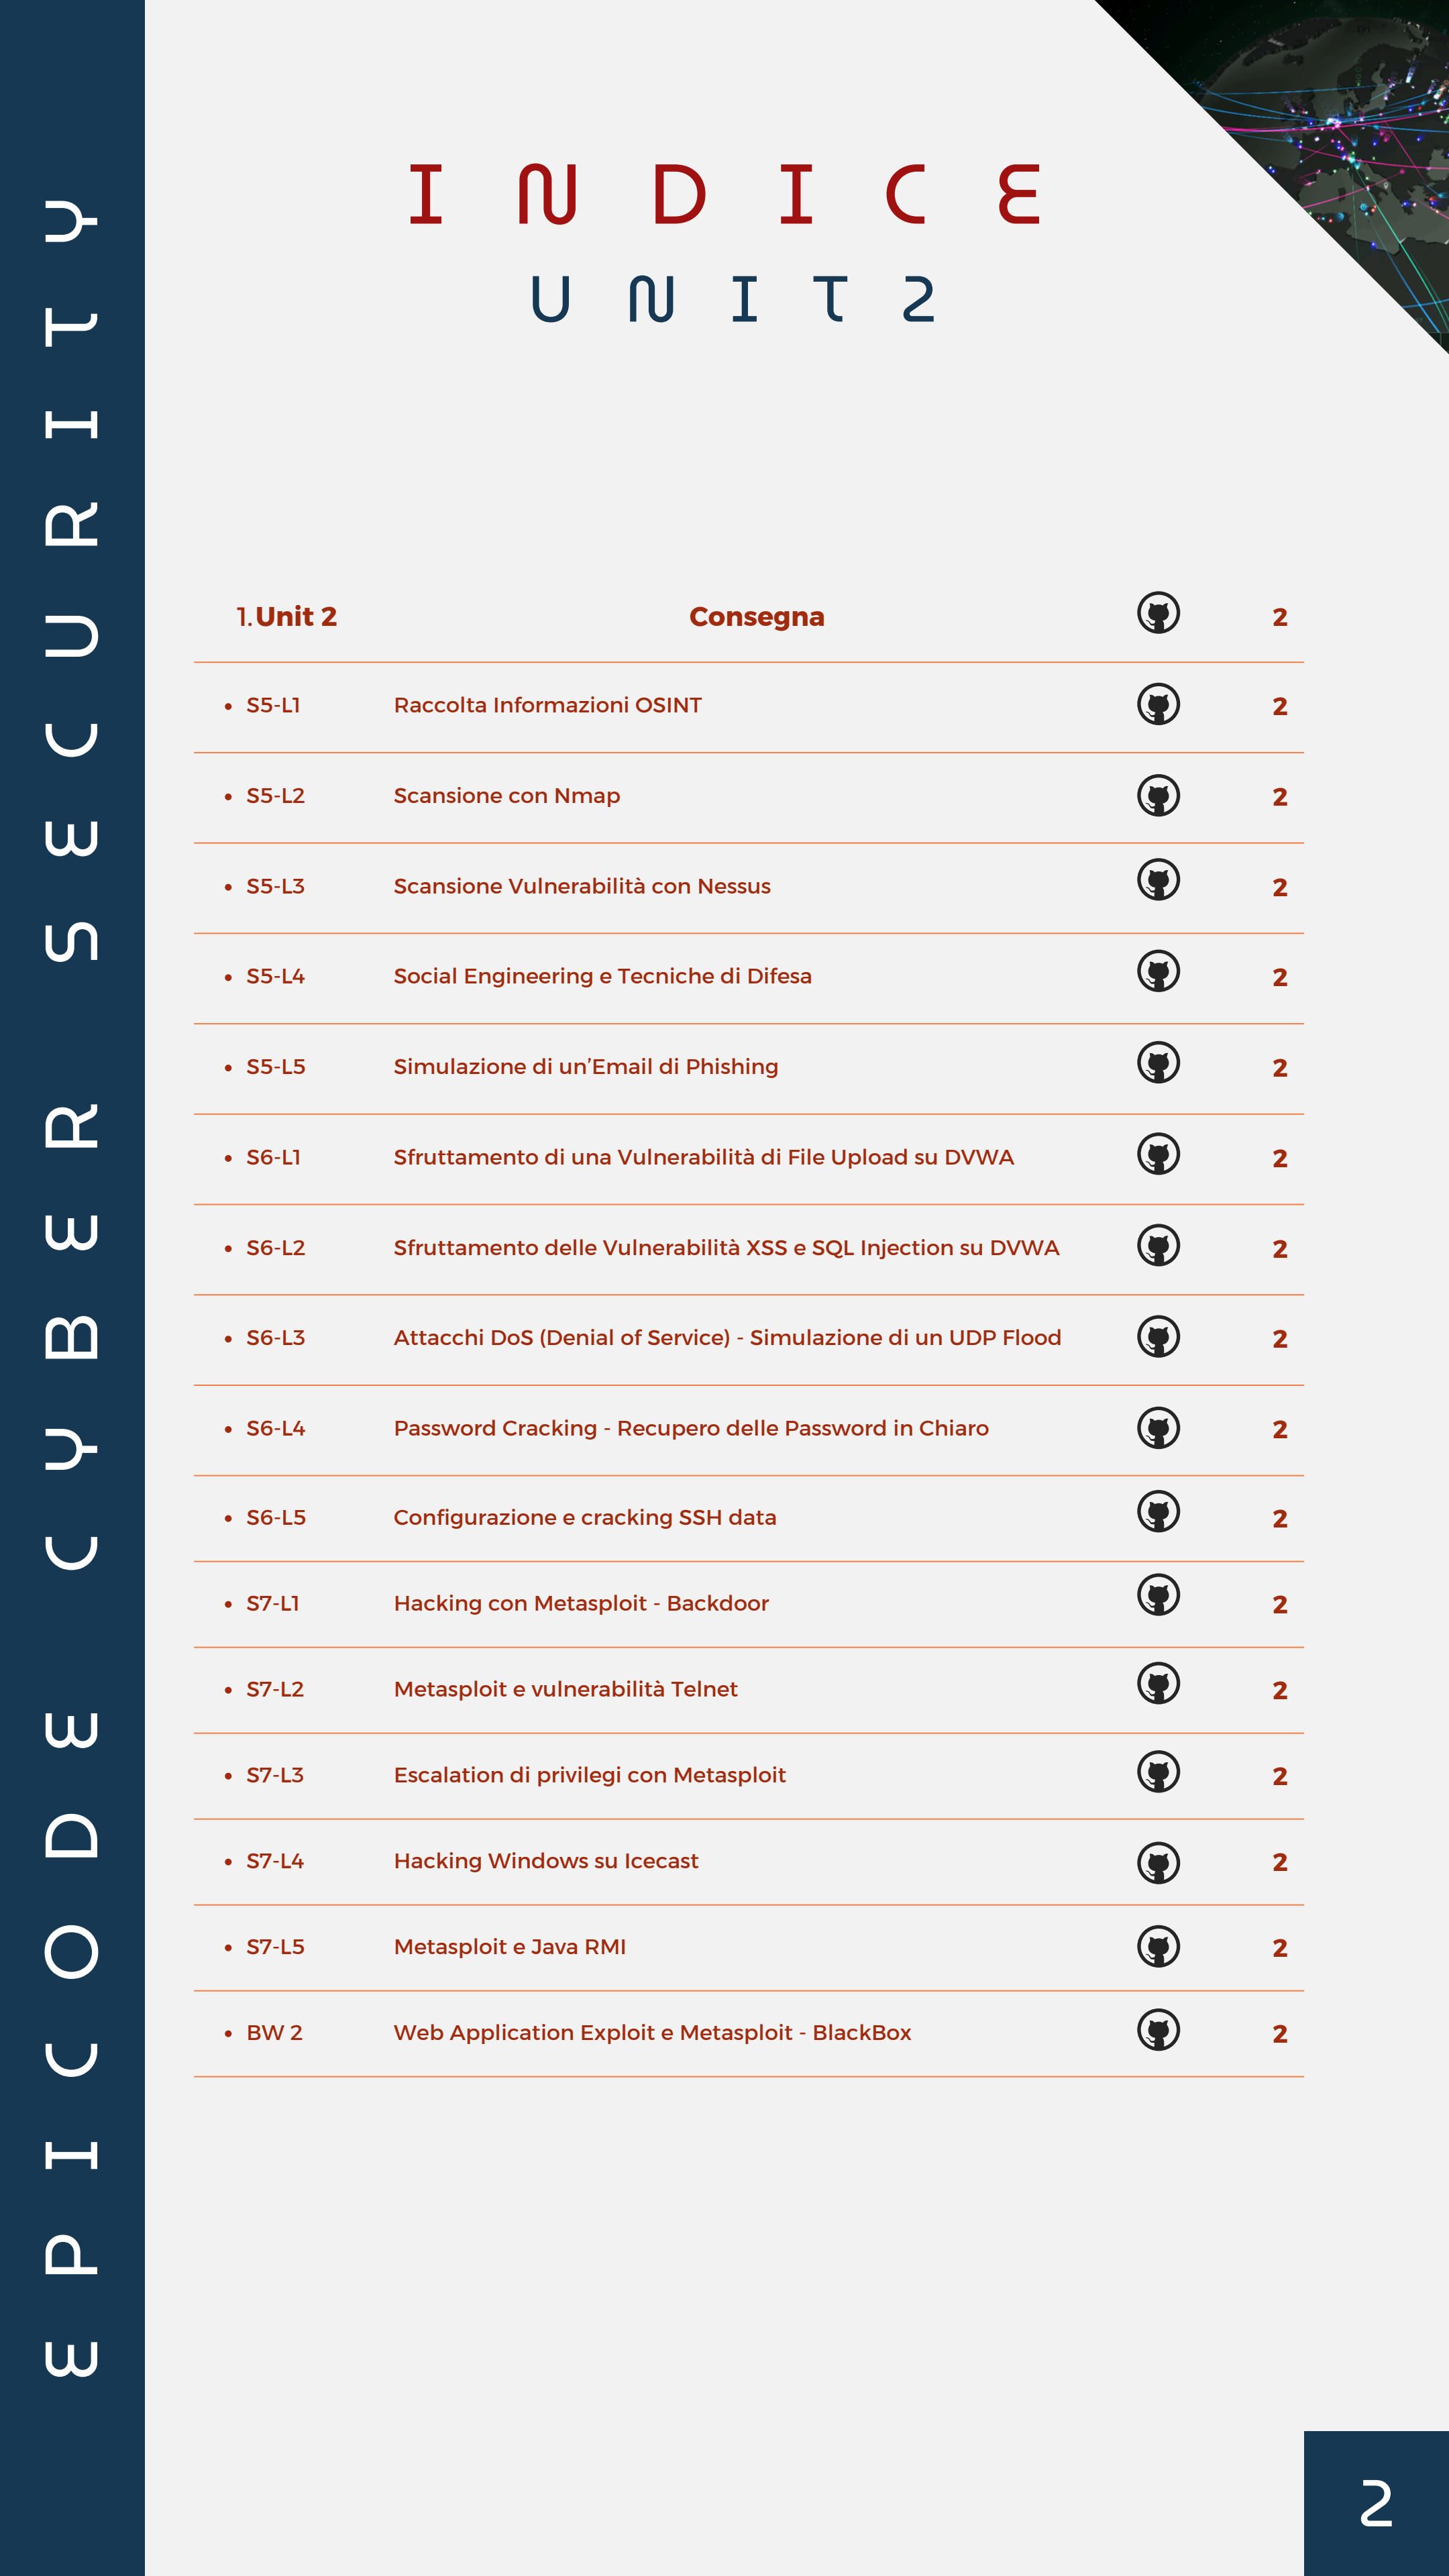 EPICODE CYBER SECURITY
INDICE
UNIT2
1. Unit 2 Consegna 2
• S5-L1 Raccolta Informazioni OSINT 2
• S5-L2 Scansione con Nmap 2
• S5-L3 Scansione Vulnerabilità con Nessus 2
• S5-L4 Social Engineering e Tecniche di Difesa 2
• S5-L5 Simulazione di un’Email di Phishing 2
• S6-L1 Sfruttamento di una Vulnerabilità di File Upload su DVWA 2
• S6-L2 Sfruttamento delle Vulnerabilità XSS e SQL Injection su DVWA 2
• S6-L3 Attacchi DoS (Denial of Service) - Simulazione di un UDP Flood 2
• S6-L4 Password Cracking - Recupero delle Password in Chiaro 2
• S6-L5 Configurazione e cracking SSH data 2
• S7-L1 Hacking con Metasploit - Backdoor 2
• S7-L2 Metasploit e vulnerabilità Telnet 2
• S7-L3 Escalation di privilegi con Metasploit 2
• S7-L4 Hacking Windows su Icecast 2
• S7-L5 Metasploit e Java RMI 2
• BW 2 Web Application Exploit e Metasploit - BlackBox 2
2